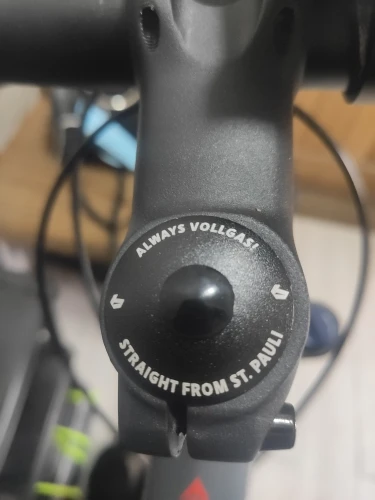 ALWAYS VOLLGAS!
STRAIGHT FROM ST. PAULI